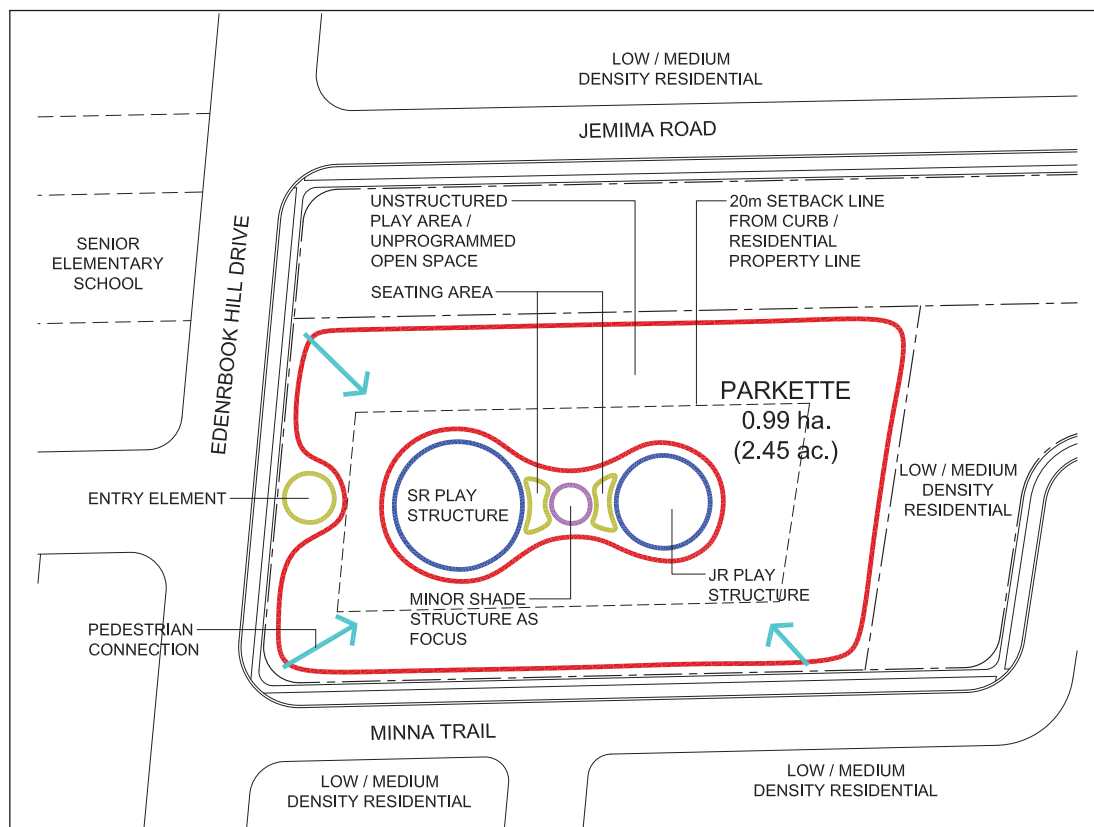 LOW / MEDIUM
DENSITY RESIDENTIAL
JEMIMA ROAD
UNSTRUCTURED
PLAY AREA /
UNPROGRAMMED
OPEN SPACE
20m SETBACK LINE
FROM CURB /
RESIDENTIAL
PROPERTY LINE
SENIOR
ELEMENTARY
SCHOOL
EDENRBOOK HILL DRIVE
SEATING AREA
PARKETTE
0.99 ha.
(2.45 ac.)
LOW / MEDIUM
DENSITY
RESIDENTIAL
ENTRY ELEMENT
SR PLAY
STRUCTURE
JR PLAY
STRUCTURE
MINOR SHADE
STRUCTURE AS
FOCUS
PEDESTRIAN
CONNECTION
MINNA TRAIL
LOW / MEDIUM
DENSITY RESIDENTIAL
LOW / MEDIUM
DENSITY RESIDENTIAL